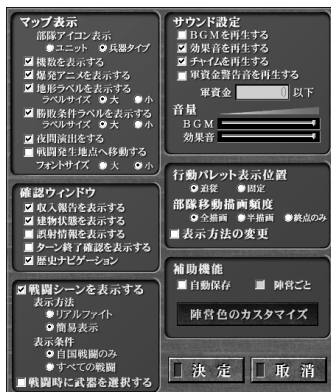 マップ表示
部隊アイコン表示
ユニット 兵器タイプ
機数を表示する
爆発アニメを表示する
地形ラベルを表示する
ラベルサイズ 大 小
勝敗条件ラベルを表示する
ラベルサイズ 大 小
夜間演出をする
戦闘発生地点へ移動する
フォントサイズ 大 小
確認ウィンドウ
収入報告を表示する
建物状態を表示する
誤射情報を表示する
ターン終了確認を表示する
歴史ナビゲーション
戦闘シーンを表示する
表示方法
リアルファイト
簡易表示
表示条件
自国戦闘のみ
すべての戦闘
戦闘時に武器を選択する
サウンド設定
BGMを再生する
効果音を再生する
チャイムを再生する
軍資金警告音を再生する
軍資金 0 以下
音量
BGM
効果音
行動パレット表示位置
追従 固定
部隊移動描画頻度
全描画 半描画 終点のみ
表示方法の変更
補助機能
自動保存 陣営ごと
陣営色のカスタマイズ
決定 取消